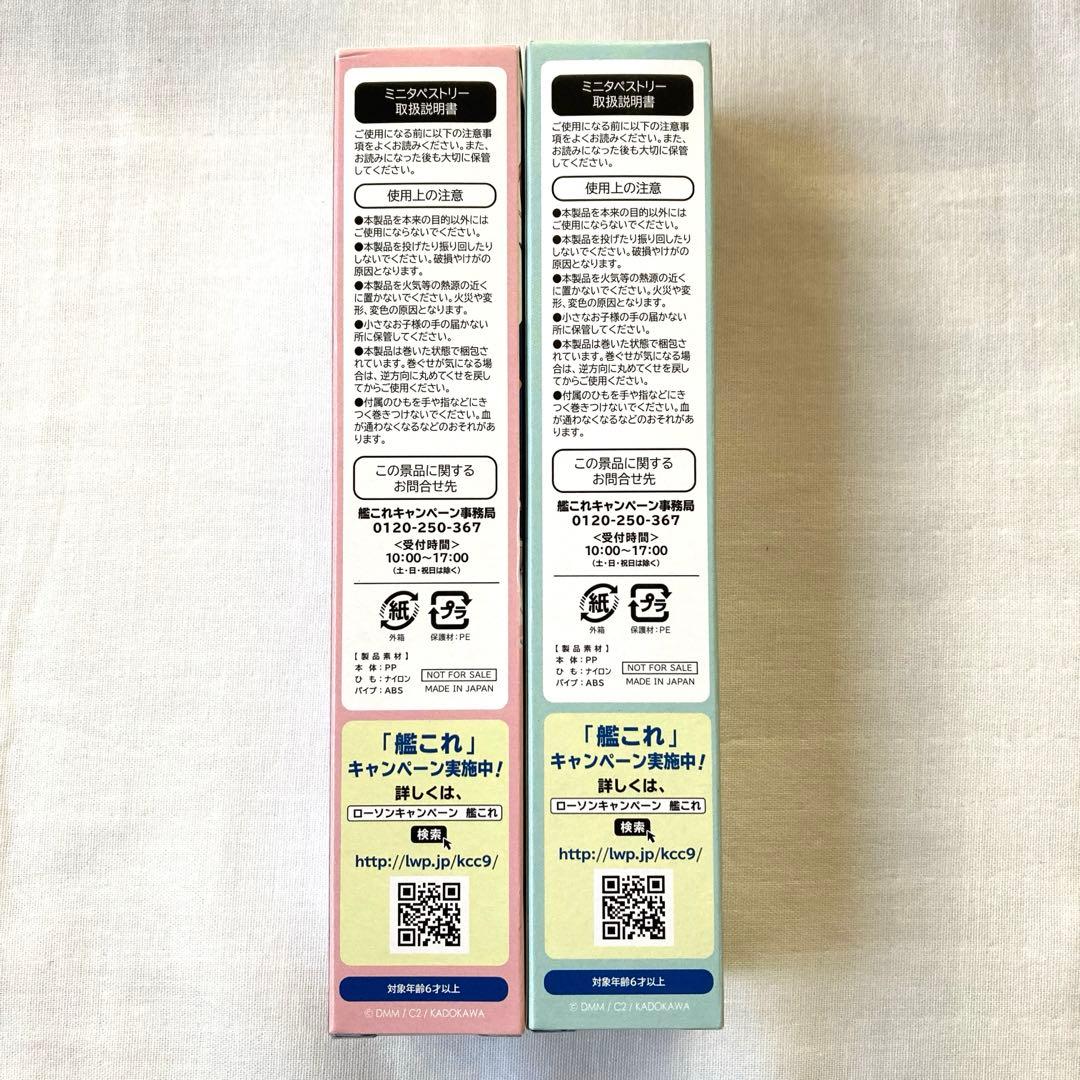 ミニタペストリー
取扱説明書
ご使用になる前に以下の注意事
項をよくお読みください。また、
お読みになった後も大切に保管
してください。
使用上の注意
●本製品を本来の目的以外には
ご使用にならないでください。
●本製品を投げたり振り回したり
しないでください。破損やけがの
原因となります。
●本製品を火気等の熱源の近く
に置かないでください。火災や変
形、変色の原因となります。
●小さなお子様の手の届かない
所に保管してください。
●本製品は巻いた状態で梱包さ
れています。巻ぐせが気になる場
合は、逆方向に丸めてくせを戻し
てからご使用ください。
●付属のひもを手や指などにき
つく巻きつけないでください。血
が通わなくなるなどのおそれがあ
ります。
この景品に関する
お問合せ先
艦これキャンペーン事務局
0120-250-367
＜受付時間＞
10:00～17:00
（土・日・祝日は除く）
紙
プラ
外箱
保護材：PE
【製品素材】
本体：PP
ひも：ナイロン
パイプ：ABS
NOT FOR SALE
MADE IN JAPAN
「艦これ」
キャンペーン実施中！
詳しくは、
ローソンキャンペーン 艦これ
検索
http://lwp.jp/kcc9/
対象年齢6才以上
© DMM / C2 / KADOKAWA
ミニタペストリー
取扱説明書
ご使用になる前に以下の注意事
項をよくお読みください。また、
お読みになった後も大切に保管
してください。
使用上の注意
●本製品を本来の目的以外には
ご使用にならないでください。
●本製品を投げたり振り回したり
しないでください。破損やけがの
原因となります。
●本製品を火気等の熱源の近く
に置かないでください。火災や変
形、変色の原因となります。
●小さなお子様の手の届かない
所に保管してください。
●本製品は巻いた状態で梱包さ
れています。巻ぐせが気になる場
合は、逆方向に丸めてくせを戻し
てからご使用ください。
●付属のひもを手や指などにき
つく巻きつけないでください。血
が通わなくなるなどのおそれがあ
ります。
この景品に関する
お問合せ先
艦これキャンペーン事務局
0120-250-367
＜受付時間＞
10:00～17:00
（土・日・祝日は除く）
紙
プラ
外箱
保護材：PE
【製品素材】
本体：PP
ひも：ナイロン
パイプ：ABS
NOT FOR SALE
MADE IN JAPAN
「艦これ」
キャンペーン実施中！
詳しくは、
ローソンキャンペーン 艦これ
検索
http://lwp.jp/kcc9/
対象年齢6才以上
© DMM / C2 / KADOKAWA